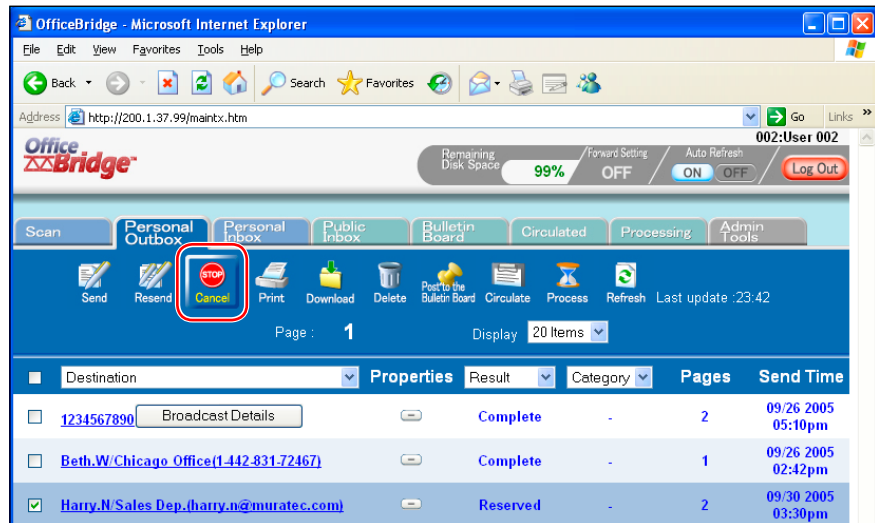 OfficeBridge - Microsoft Internet Explorer
File Edit View Favorites Tools Help
Back Search Favorites
Address http://200.1.37.99/maintx.htm Go Links »
002:User 002
Office Bridge
Remaining Disk Space 99% Forward Setting OFF Auto Refresh ON OFF Log Out
Scan Personal Outbox Personal Inbox Public Inbox Bulletin Board Circulated Processing Admin Tools
STOP
Send Resend Cancel Print Download Delete Post to the Bulletin Board Circulate Process Refresh Last update :23:42
Page : 1 Display 20 Items
Destination Properties Result Category Pages Send Time
1234567890 Broadcast Details Complete - 2 09/26 2005 05:10pm
Beth.W/Chicago Office(1-442-831-72467) Complete - 1 09/26 2005 02:42pm
Harry.N/Sales Dep.(harry.n@muratec.com) Reserved - 2 09/30 2005 03:30pm